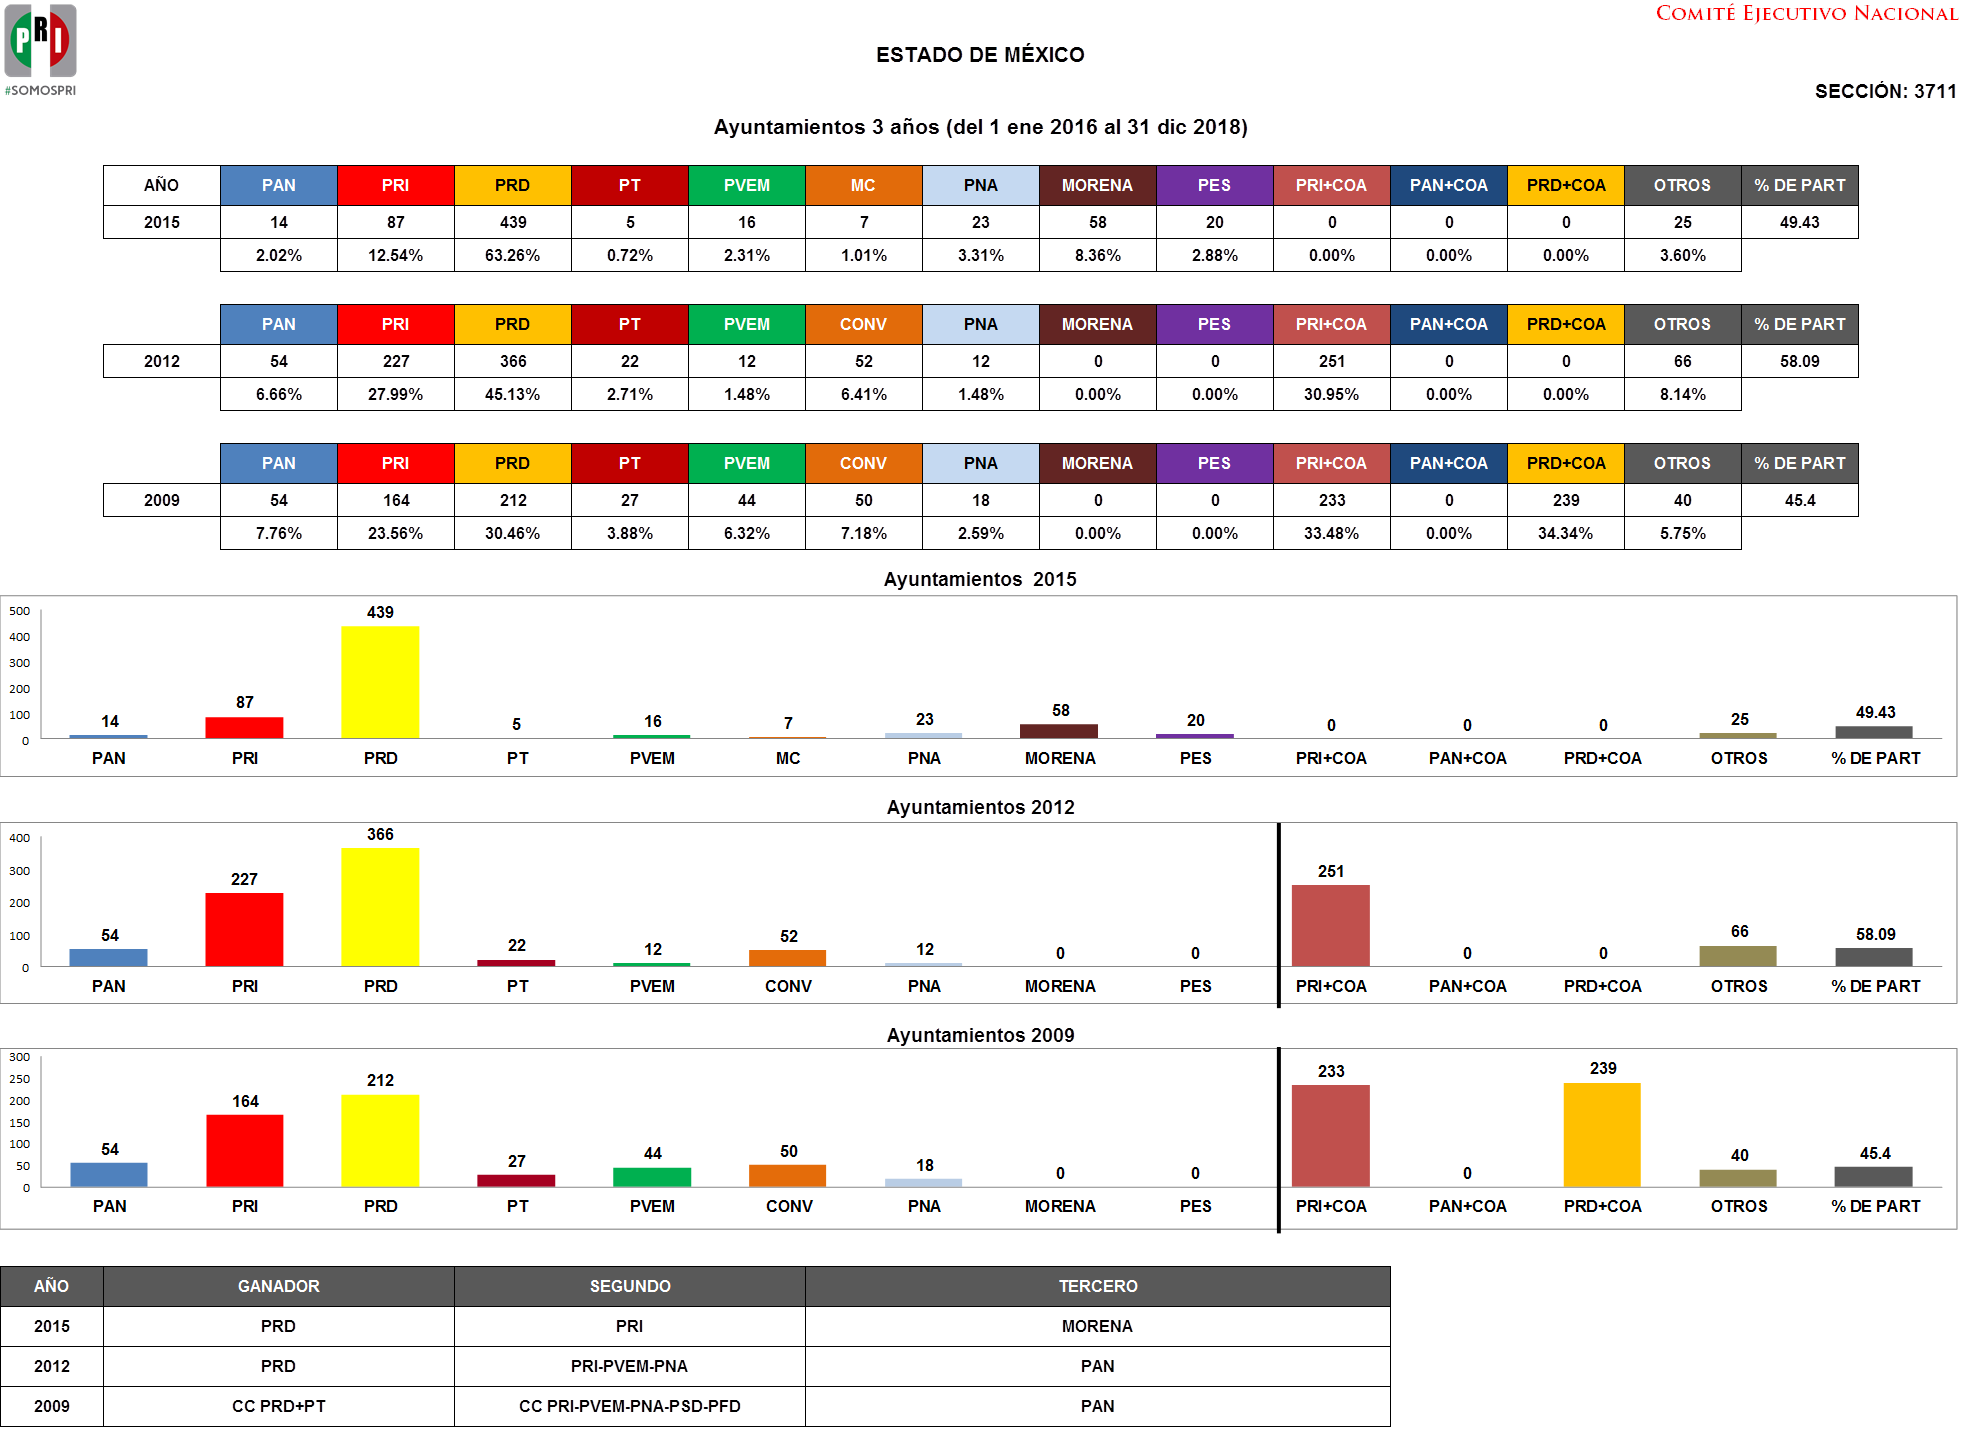 PRI
#SOMOSPRI
COMITÉ EJECUTIVO NACIONAL
ESTADO DE MÉXICO
SECCIÓN: 3711
Ayuntamientos 3 años (del 1 ene 2016 al 31 dic 2018)
AÑO PAN PRI PRD PT PVEM MC PNA MORENA PES PRI+COA PAN+COA PRD+COA OTROS % DE PART
2015 14 87 439 5 16 7 23 58 20 0 0 0 25 49.43
2.02% 12.54% 63.26% 0.72% 2.31% 1.01% 3.31% 8.36% 2.88% 0.00% 0.00% 0.00% 3.60%
PAN PRI PRD PT PVEM CONV PNA MORENA PES PRI+COA PAN+COA PRD+COA OTROS % DE PART
2012 54 227 366 22 12 52 12 0 0 251 0 0 66 58.09
6.66% 27.99% 45.13% 2.71% 1.48% 6.41% 1.48% 0.00% 0.00% 30.95% 0.00% 0.00% 8.14%
PAN PRI PRD PT PVEM CONV PNA MORENA PES PRI+COA PAN+COA PRD+COA OTROS % DE PART
2009 54 164 212 27 44 50 18 0 0 233 0 239 40 45.4
7.76% 23.56% 30.46% 3.88% 6.32% 7.18% 2.59% 0.00% 0.00% 33.48% 0.00% 34.34% 5.75%
Ayuntamientos 2015
500
400
300
200
100
0
14 87 439 5 16 7 23 58 20 0 0 0 25 49.43
PAN PRI PRD PT PVEM MC PNA MORENA PES PRI+COA PAN+COA PRD+COA OTROS % DE PART
Ayuntamientos 2012
400
300
200
100
0
54 227 366 22 12 52 12 0 0 251 0 0 66 58.09
PAN PRI PRD PT PVEM CONV PNA MORENA PES PRI+COA PAN+COA PRD+COA OTROS % DE PART
Ayuntamientos 2009
300
250
200
150
100
50
0
54 164 212 27 44 50 18 0 0 233 0 239 40 45.4
PAN PRI PRD PT PVEM CONV PNA MORENA PES PRI+COA PAN+COA PRD+COA OTROS % DE PART
AÑO GANADOR SEGUNDO TERCERO
2015 PRD PRI MORENA
2012 PRD PRI-PVEM-PNA PAN
2009 CC PRD+PT CC PRI-PVEM-PNA-PSD-PFD PAN